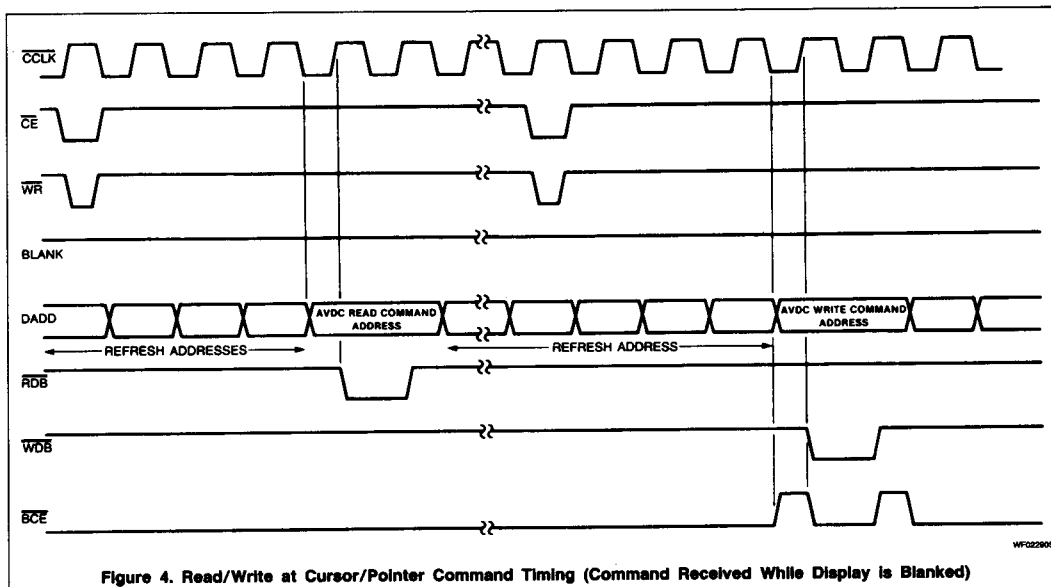 CCLK
CE
WR
BLANK
DADD
AVDC READ COMMAND
ADDRESS
AVDC WRITE COMMAND
ADDRESS
REFRESH ADDRESSES
REFRESH ADDRESS
RDB
WDB
BCE
WF02290S
Figure 4. Read/Write at Cursor/Pointer Command Timing (Command Received While Display is Blanked)